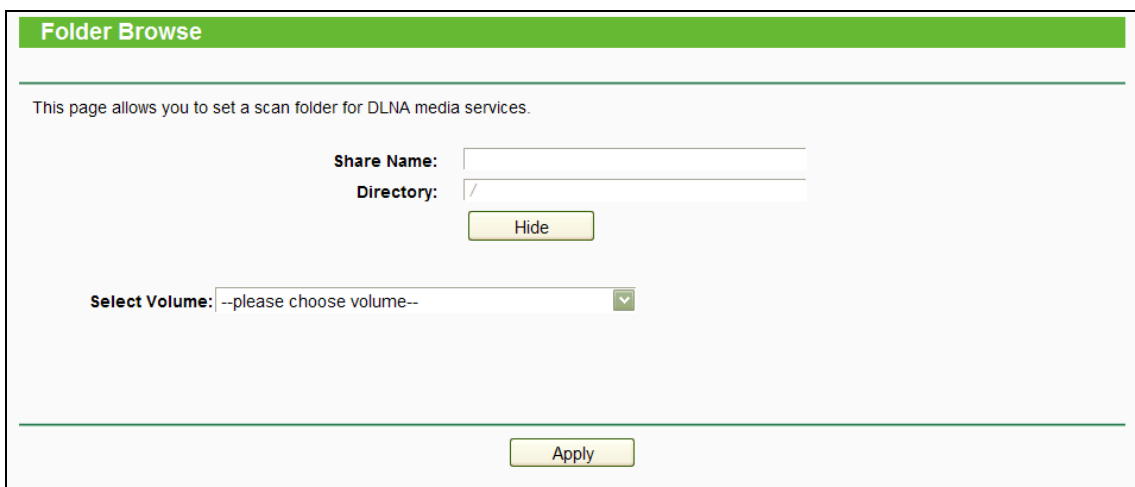 Folder Browse
This page allows you to set a scan folder for DLNA media services.
Share Name:
Directory: /
Hide
Select Volume: --please choose volume--
Apply